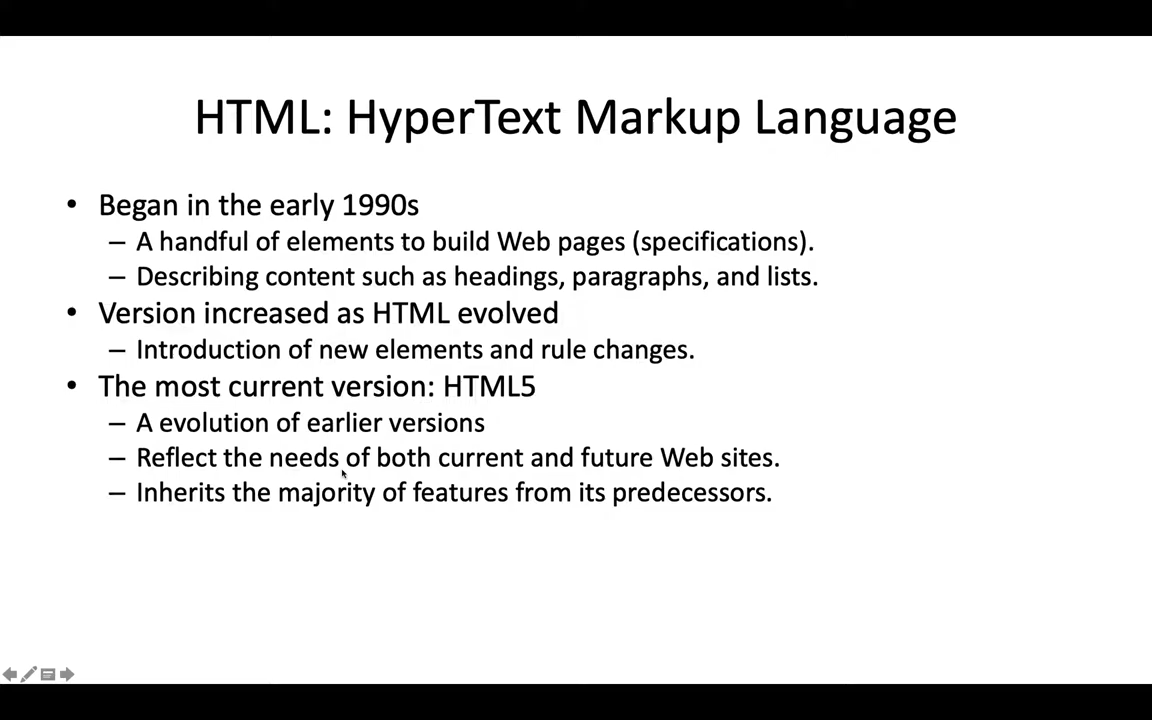 HTML: HyperText Markup Language
• Began in the early 1990s
– A handful of elements to build Web pages (specifications).
– Describing content such as headings, paragraphs, and lists.
• Version increased as HTML evolved
– Introduction of new elements and rule changes.
• The most current version: HTML5
– A evolution of earlier versions
– Reflect the needs of both current and future Web sites.
– Inherits the majority of features from its predecessors.